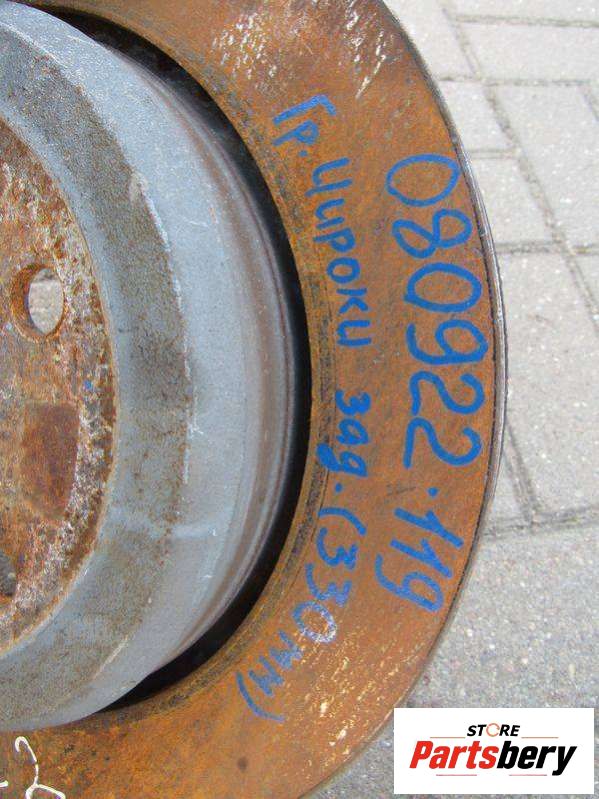 080922.119
Гр. Чироки зад. (330мм)
STORE
Partsbery